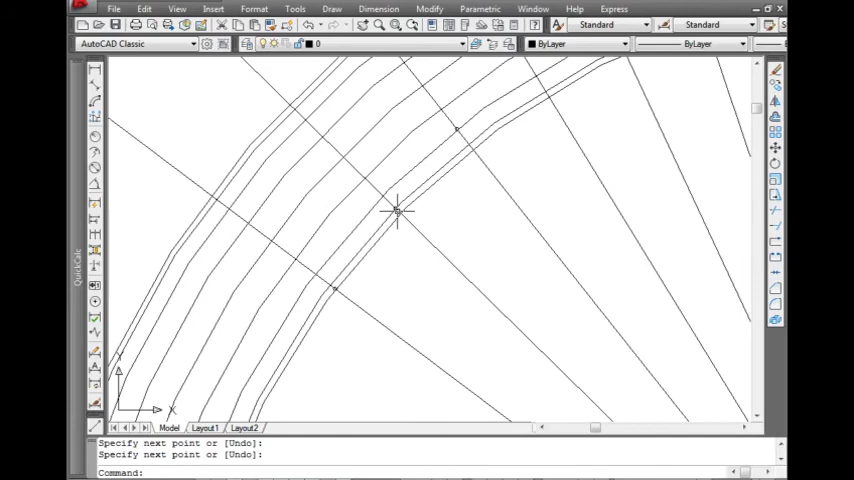 File Edit View Insert Format Tools Draw Dimension Modify Parametric Window Help Express
Standard Standard
AutoCAD Classic 0 ByLayer ByLayer
QuickCalc
Y
X
Model Layout1 Layout2
Specify next point or [Undo]:
Specify next point or [Undo]:
Command: